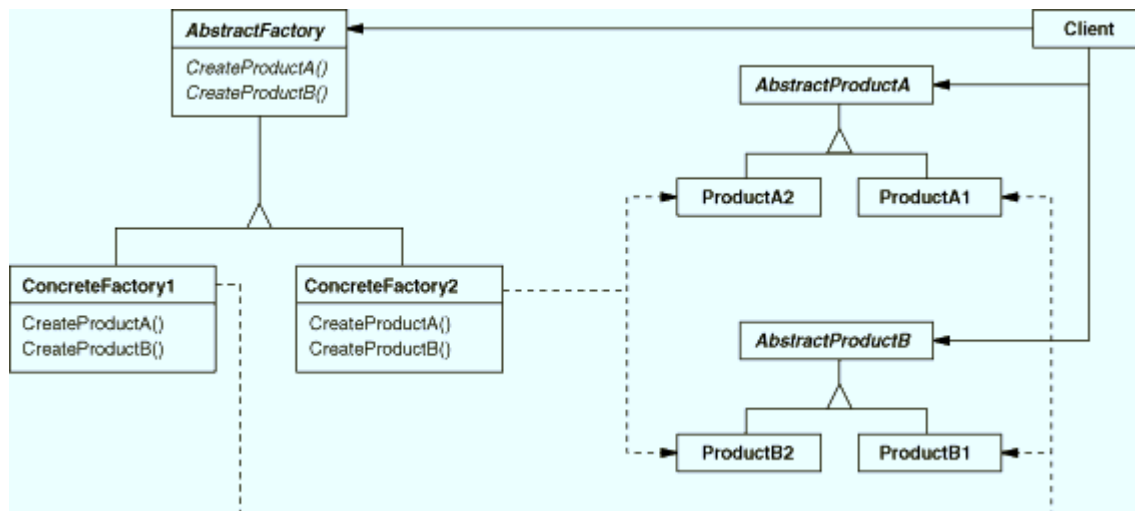 AbstractFactory
CreateProductA()
CreateProductB()
Client
AbstractProductA
ProductA2
ProductA1
ConcreteFactory1
CreateProductA()
CreateProductB()
ConcreteFactory2
CreateProductA()
CreateProductB()
AbstractProductB
ProductB2
ProductB1